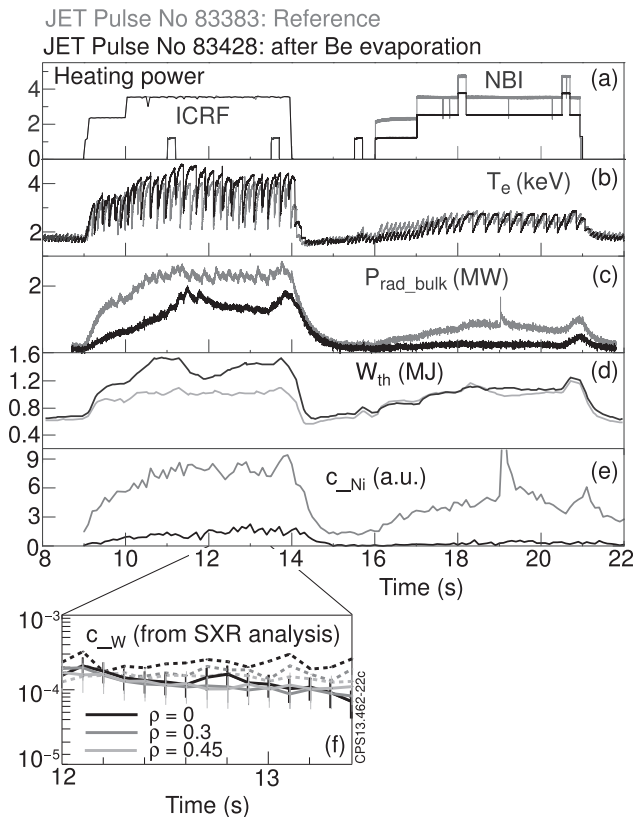 JET Pulse No 83383: Reference
JET Pulse No 83428: after Be evaporation
Heating power
ICRF
NBI
(a)
4
2
0
Te (keV)
(b)
4
2
Prad_bulk (MW)
(c)
2
1.6
Wth (MJ)
(d)
1.2
0.8
0.4
9
c_Ni (a.u.)
(e)
6
3
0
8 10 12 14 16 18 20 22
Time (s)
10−3
c_W (from SXR analysis)
10−4
ρ = 0
ρ = 0.3
ρ = 0.45
(f)
10−5
12 13
Time (s)
CPS13.462-22c